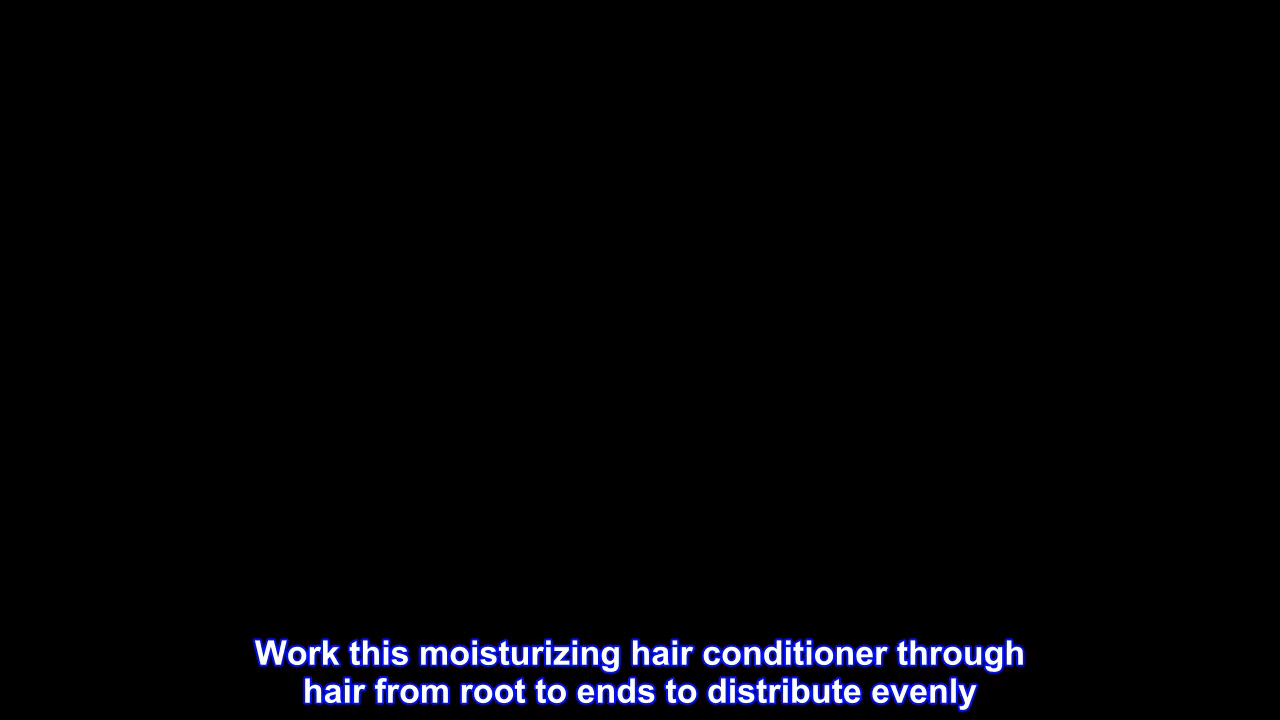 Work this moisturizing hair conditioner through
hair from root to ends to distribute evenly